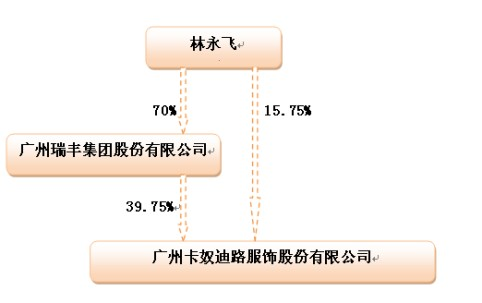 林永飞
70%
15.75%
广州瑞丰集团股份有限公司
39.75%
广州卡奴迪路服饰股份有限公司